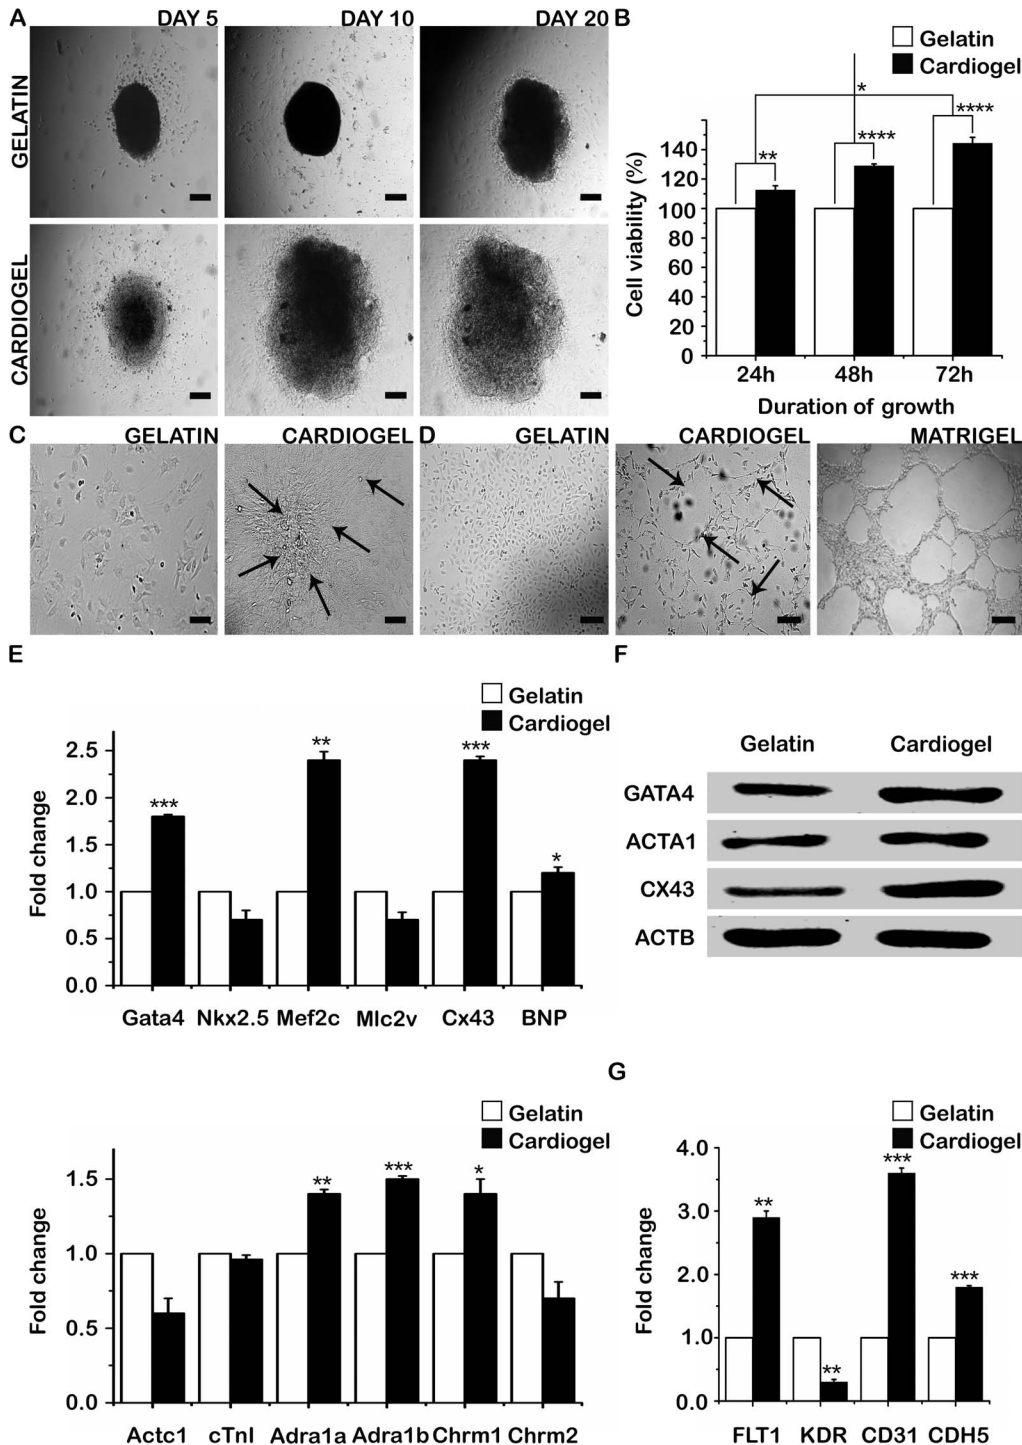 A
DAY 5
DAY 10
DAY 20
GELATIN
CARDIOGEL
B
Gelatin
Cardiogel
*
**
****
****
Cell viability (%)
140
120
100
80
60
40
20
0
24h
48h
72h
Duration of growth
C
GELATIN
CARDIOGEL
D
GELATIN
CARDIOGEL
MATRIGEL
E
Gelatin
Cardiogel
Fold change
2.5
2.0
1.5
1.0
0.5
0.0
***
**
***
*
Gata4
Nkx2.5
Mef2c
Mlc2v
Cx43
BNP
F
Gelatin
Cardiogel
GATA4
ACTA1
CX43
ACTB
Gelatin
Cardiogel
Fold change
1.5
1.0
0.5
0.0
**
***
*
Actc1
cTnI
Adra1a
Adra1b
Chrm1
Chrm2
G
Gelatin
Cardiogel
Fold change
4.0
3.0
2.0
1.0
0.0
**
**
***
***
FLT1
KDR
CD31
CDH5